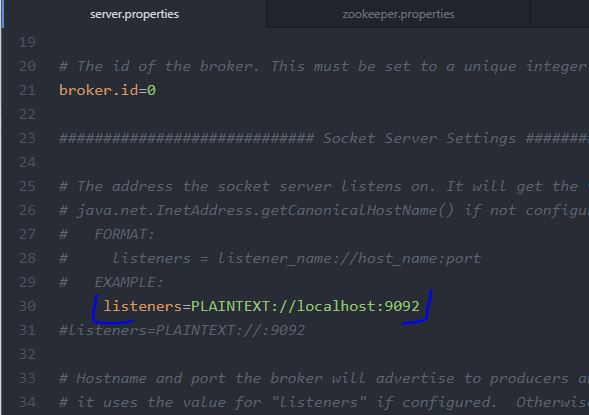 server.properties zookeeper.properties
19
20 # The id of the broker. This must be set to a unique integer
21 broker.id=0
22
23 ############################# Socket Server Settings ########
24
25 # The address the socket server listens on. It will get the
26 # java.net.InetAddress.getCanonicalHostName() if not configu
27 #   FORMAT:
28 #     listeners = listener_name://host_name:port
29 #   EXAMPLE:
30      listeners=PLAINTEXT://localhost:9092
31 #listeners=PLAINTEXT://:9092
32
33 # Hostname and port the broker will advertise to producers a
34 # it uses the value for "listeners" if configured.  Otherwise